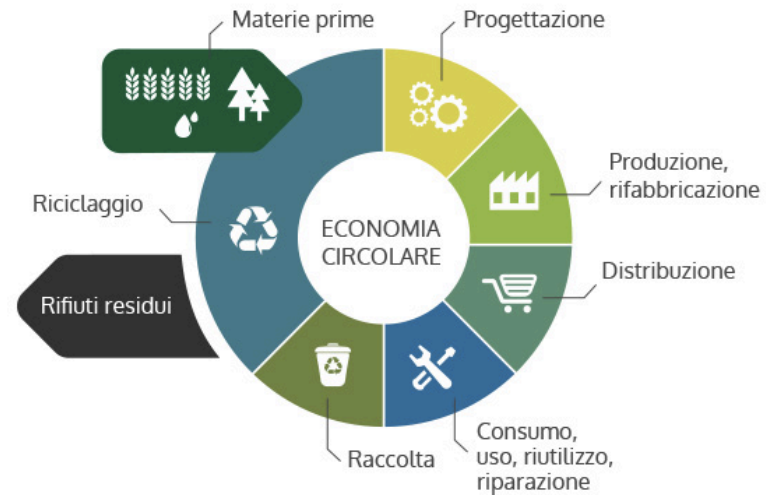 Materie prime
Progettazione
Produzione,
rifabbricazione
Riciclaggio
ECONOMIA
CIRCOLARE
Distribuzione
Rifiuti residui
Consumo,
uso, riutilizzo,
riparazione
Raccolta